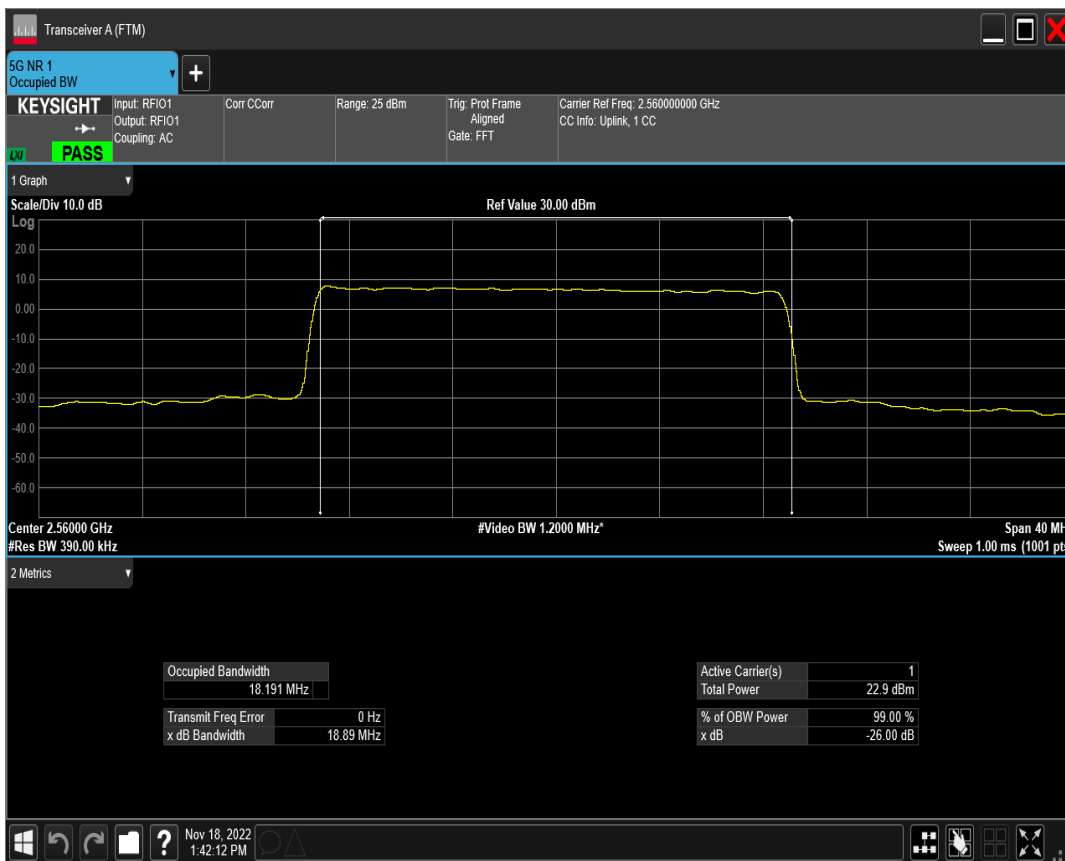 Transceiver A (FTM)
5G NR 1
Occupied BW
+
KEYSIGHT
LXI
PASS
Input: RFIO1
Output: RFIO1
Coupling: AC
Corr CCorr
Range: 25 dBm
Trig: Prot Frame
Aligned
Gate: FFT
Carrier Ref Freq: 2.560000000 GHz
CC Info: Uplink, 1 CC
1 Graph
Scale/Div 10.0 dB
Ref Value 30.00 dBm
Log
20.0
10.0
0.00
-10.0
-20.0
-30.0
-40.0
-50.0
-60.0
Center 2.56000 GHz
#Video BW 1.2000 MHz*
Span 40 MH
#Res BW 390.00 kHz
Sweep 1.00 ms (1001 pts
2 Metrics
Occupied Bandwidth
18.191 MHz
Transmit Freq Error 0 Hz
x dB Bandwidth 18.89 MHz
Active Carrier(s) 1
Total Power 22.9 dBm
% of OBW Power 99.00 %
x dB -26.00 dB
?
Nov 18, 2022
1:42:12 PM